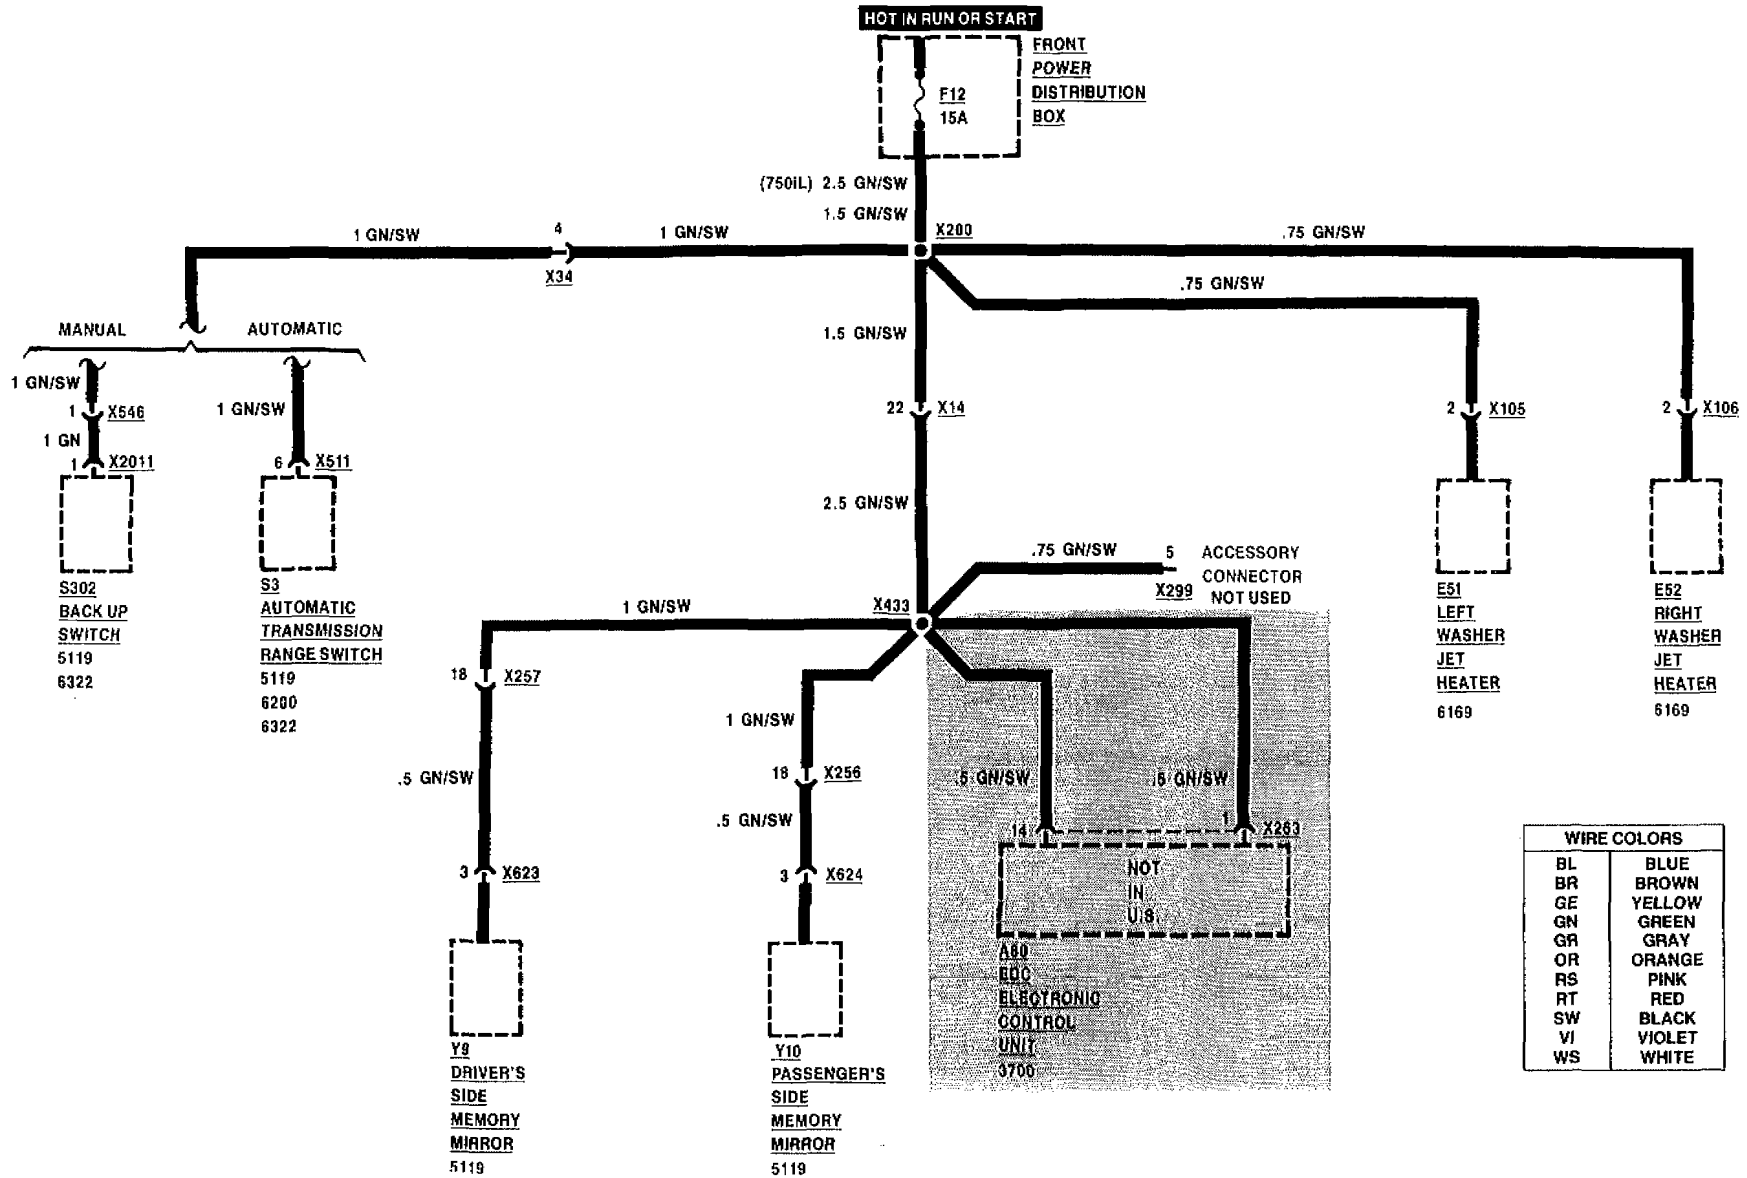 HOT IN RUN OR START
FRONT
POWER
DISTRIBUTION
BOX
F12
15A
(750iL) 2.5 GN/SW
1.5 GN/SW
X200
1 GN/SW
4
X34
1 GN/SW
.75 GN/SW
.75 GN/SW
MANUAL
AUTOMATIC
1.5 GN/SW
1 GN/SW
1 X546
1 GN
1 X2011
1 GN/SW
6 X511
22 X14
2 X105
2 X106
2.5 GN/SW
S302
BACK UP
SWITCH
5119
6322
S3
AUTOMATIC
TRANSMISSION
RANGE SWITCH
5119
6200
6322
.75 GN/SW
5
X299
ACCESSORY
CONNECTOR
NOT USED
E51
LEFT
WASHER
JET
HEATER
6169
E52
RIGHT
WASHER
JET
HEATER
6169
X433
1 GN/SW
18 X257
.5 GN/SW
3 X623
Y9
DRIVER'S
SIDE
MEMORY
MIRROR
5119
1 GN/SW
18 X256
.5 GN/SW
3 X624
Y10
PASSENGER'S
SIDE
MEMORY
MIRROR
5119
.5 GN/SW
.5 GN/SW
14
1 X263
NOT
IN
U.S.
EDC
ELECTRONIC
CONTROL
UNIT
3700
WIRE COLORS
BL BLUE
BR BROWN
GE YELLOW
GN GREEN
GR GRAY
OR ORANGE
RS PINK
RT RED
SW BLACK
VI VIOLET
WS WHITE